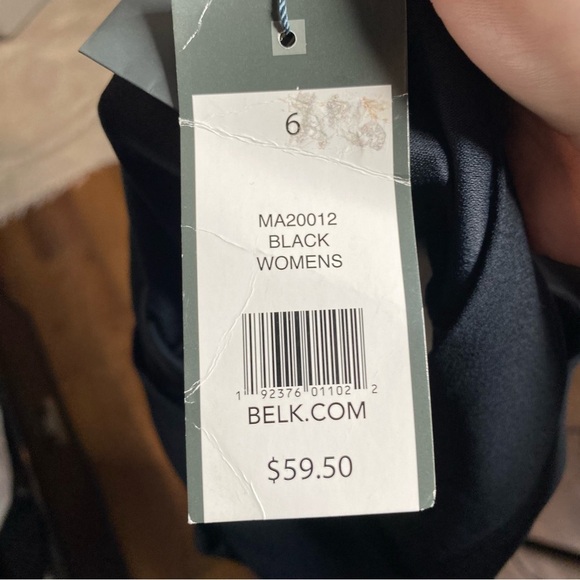 6
MA20012
BLACK
WOMENS
1 92376 01102 2
BELK.COM
$59.50